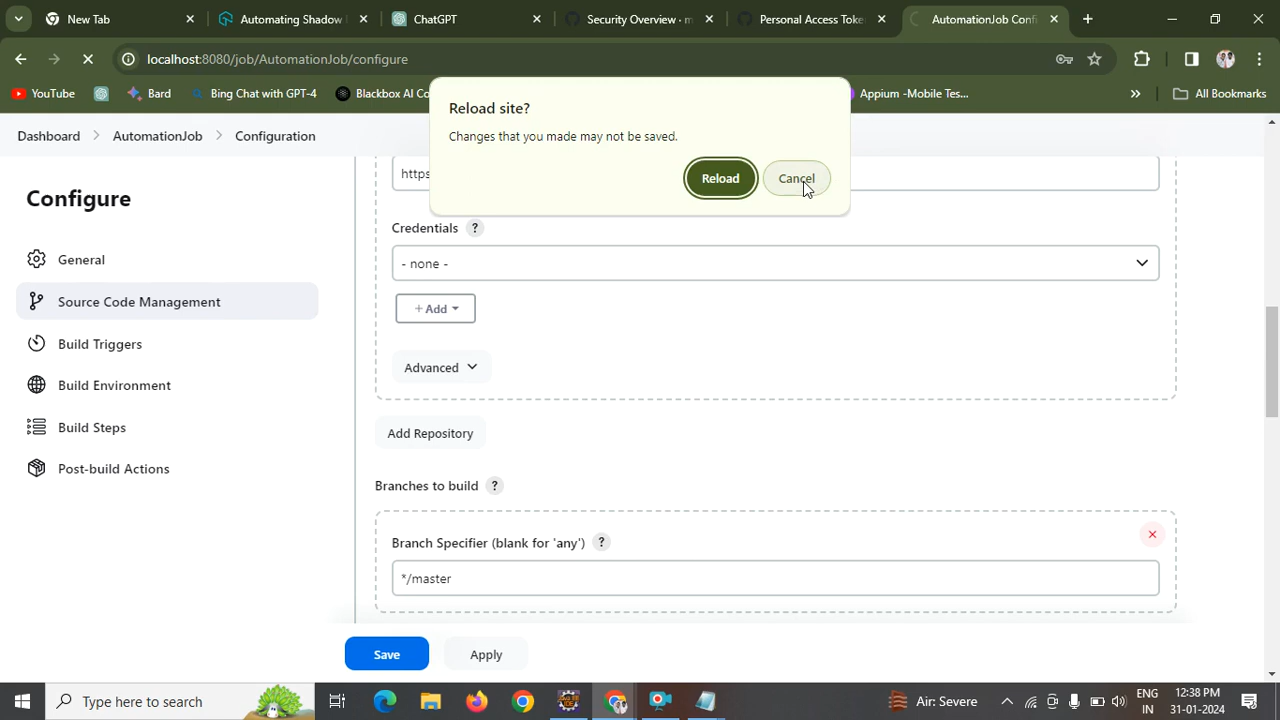 New Tab
Automating Shadow
ChatGPT
Security Overview - m
Personal Access Toke
AutomationJob Conf
localhost:8080/job/AutomationJob/configure
YouTube
Bard
Bing Chat with GPT-4
Blackbox AI Co
Appium -Mobile Tes...
All Bookmarks
Reload site?
Changes that you made may not be saved.
Reload
Cancel
Dashboard
AutomationJob
Configuration
https
Configure
Credentials ?
General
- none -
Source Code Management
+ Add
Build Triggers
Advanced
Build Environment
Build Steps
Add Repository
Post-build Actions
Branches to build ?
Branch Specifier (blank for 'any') ?
*/master
Save
Apply
Type here to search
Air: Severe
ENG
IN
12:38 PM
31-01-2024